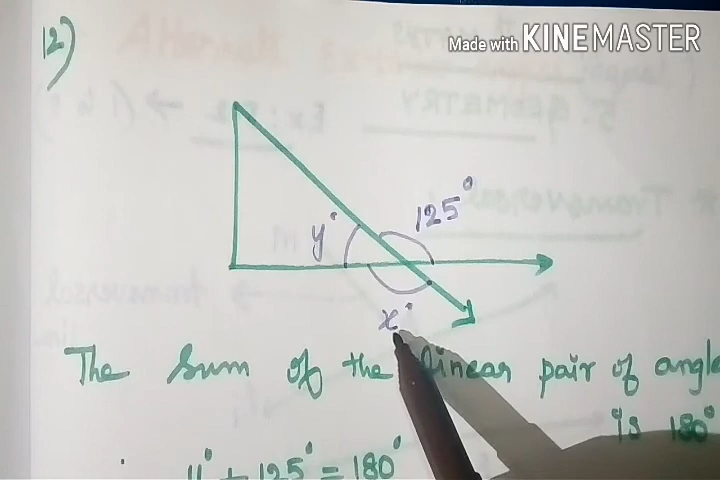 12)
Made with KINEMASTER
125°
y°
x°
The Sum of the linear pair of angle
is 180°
y° + 125° = 180°